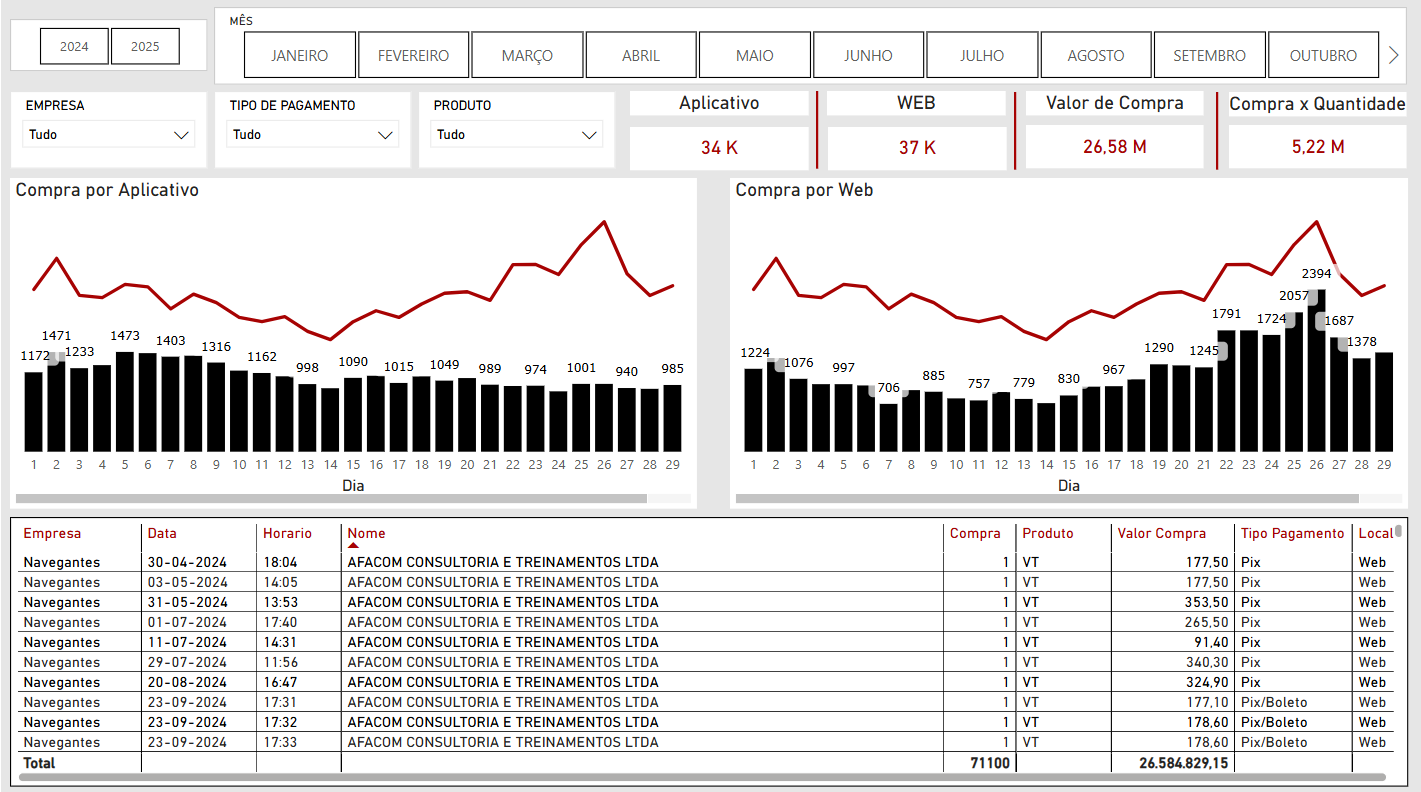 2024 2025
MÊS
JANEIRO FEVEREIRO MARÇO ABRIL MAIO JUNHO JULHO AGOSTO SETEMBRO OUTUBRO
EMPRESA
Tudo
TIPO DE PAGAMENTO
Tudo
PRODUTO
Tudo
Aplicativo
34 K
WEB
37 K
Valor de Compra
26,58 M
Compra x Quantidade
5,22 M
Compra por Aplicativo
1172 1471 1233 1473 1403 1316 1162 998 1090 1015 1049 989 974 1001 940 985
1 2 3 4 5 6 7 8 9 10 11 12 13 14 15 16 17 18 19 20 21 22 23 24 25 26 27 28 29
Dia
Compra por Web
1224 1076 997 706 885 757 779 830 967 1290 1245 1791 1724 2057 2394 1687 1378
1 2 3 4 5 6 7 8 9 10 11 12 13 14 15 16 17 18 19 20 21 22 23 24 25 26 27 28 29
Dia
Empresa Data Horario Nome Compra Produto Valor Compra Tipo Pagamento Local
Navegantes 30-04-2024 18:04 AFACOM CONSULTORIA E TREINAMENTOS LTDA 1 VT 177,50 Pix Web
Navegantes 03-05-2024 14:05 AFACOM CONSULTORIA E TREINAMENTOS LTDA 1 VT 177,50 Pix Web
Navegantes 31-05-2024 13:53 AFACOM CONSULTORIA E TREINAMENTOS LTDA 1 VT 353,50 Pix Web
Navegantes 01-07-2024 17:40 AFACOM CONSULTORIA E TREINAMENTOS LTDA 1 VT 265,50 Pix Web
Navegantes 11-07-2024 14:31 AFACOM CONSULTORIA E TREINAMENTOS LTDA 1 VT 91,40 Pix Web
Navegantes 29-07-2024 11:56 AFACOM CONSULTORIA E TREINAMENTOS LTDA 1 VT 340,30 Pix Web
Navegantes 20-08-2024 16:47 AFACOM CONSULTORIA E TREINAMENTOS LTDA 1 VT 324,90 Pix Web
Navegantes 23-09-2024 17:31 AFACOM CONSULTORIA E TREINAMENTOS LTDA 1 VT 177,10 Pix/Boleto Web
Navegantes 23-09-2024 17:32 AFACOM CONSULTORIA E TREINAMENTOS LTDA 1 VT 178,60 Pix/Boleto Web
Navegantes 23-09-2024 17:33 AFACOM CONSULTORIA E TREINAMENTOS LTDA 1 VT 178,60 Pix/Boleto Web
Total 71100 26.584.829,15